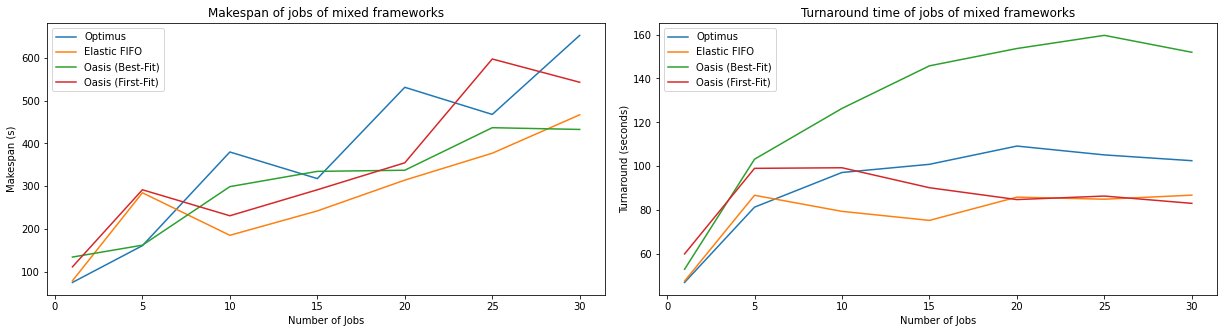 Makespan of jobs of mixed frameworks
Optimus
Elastic FIFO
Oasis (Best-Fit)
Oasis (First-Fit)
Makespan (s)
600
500
400
300
200
100
0
5
10
15
20
25
30
Number of Jobs
Turnaround time of jobs of mixed frameworks
Optimus
Elastic FIFO
Oasis (Best-Fit)
Oasis (First-Fit)
Turnaround (seconds)
160
140
120
100
80
60
0
5
10
15
20
25
30
Number of Jobs